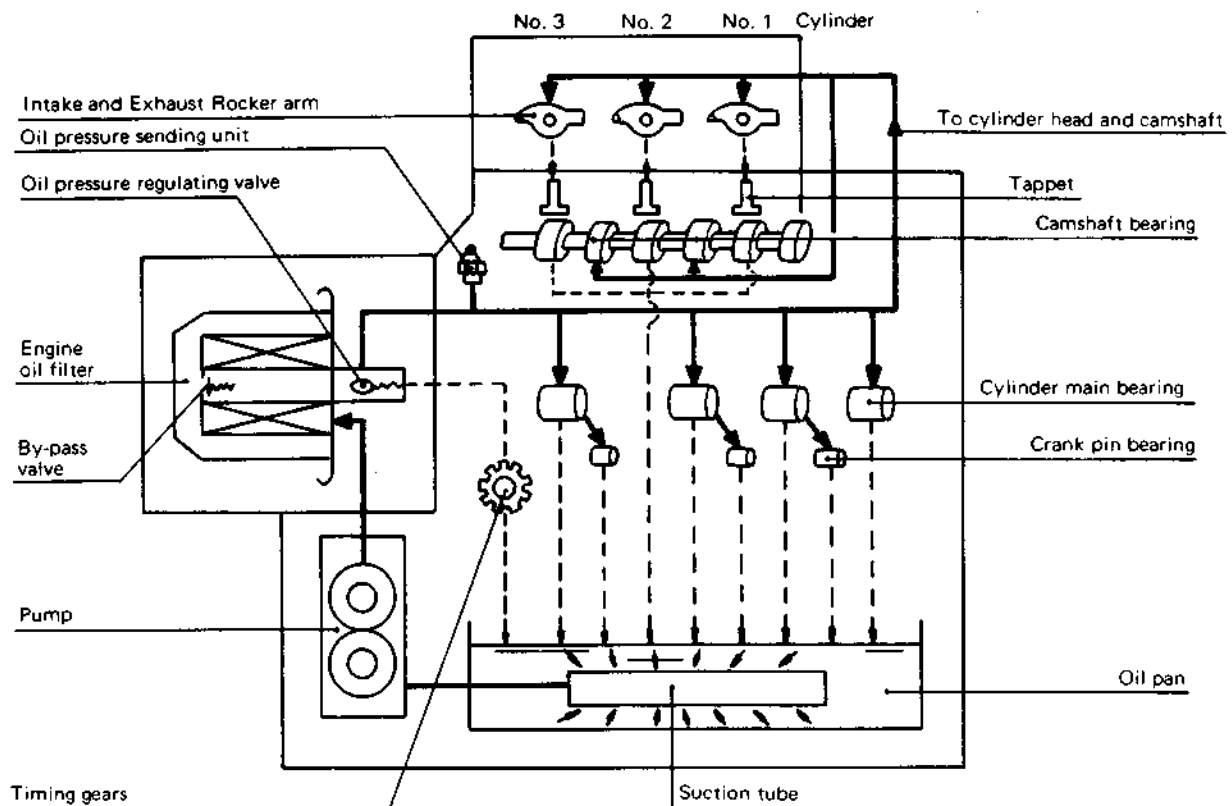 No. 3 No. 2 No. 1 Cylinder
Intake and Exhaust Rocker arm
Oil pressure sending unit
Oil pressure regulating valve
To cylinder head and camshaft
Tappet
Camshaft bearing
Engine
oil filter
By-pass
valve
Cylinder main bearing
Crank pin bearing
Pump
Oil pan
Timing gears
Suction tube